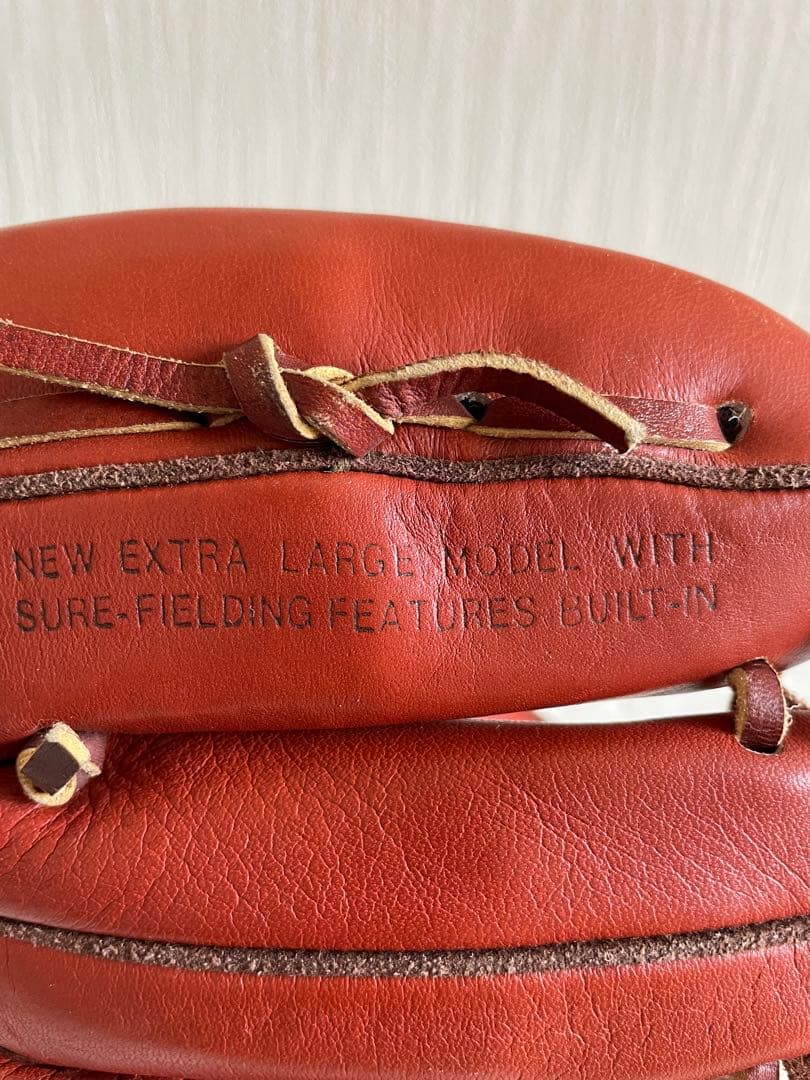 NEW EXTRA LARGE MODEL WITH
SURE-FIELDING FEATURES BUILT-IN